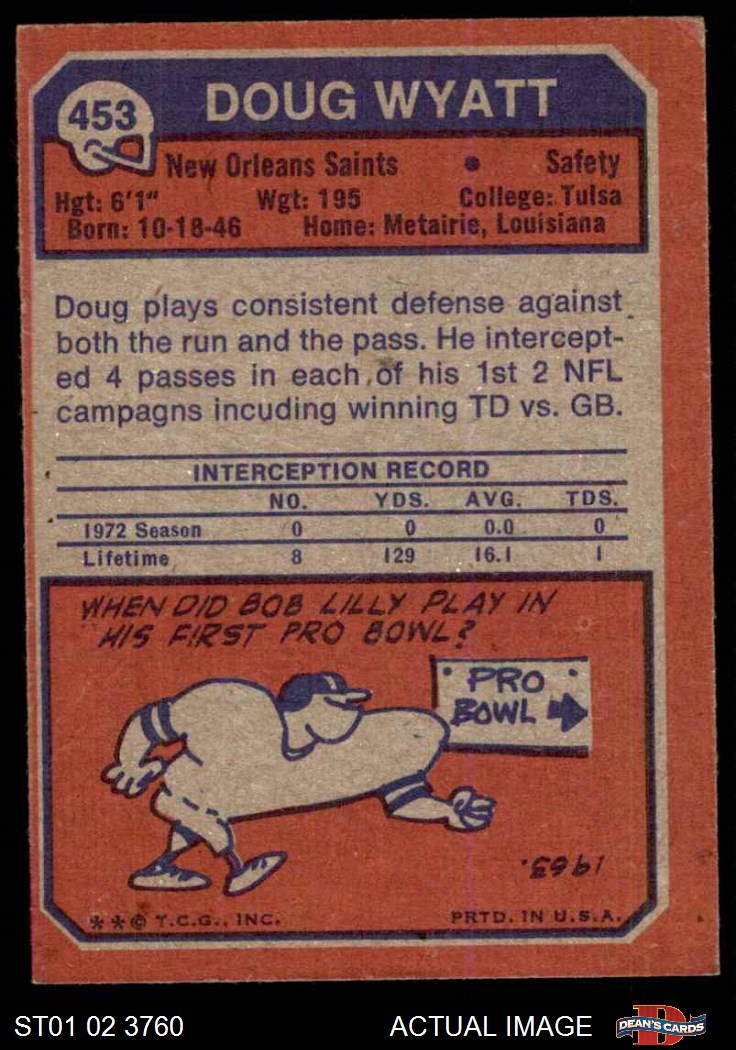 453
DOUG WYATT
New Orleans Saints • Safety
Hgt: 6'1" Wgt: 195 College: Tulsa
Born: 10-18-46 Home: Metairie, Louisiana
Doug plays consistent defense against
both the run and the pass. He intercept-
ed 4 passes in each of his 1st 2 NFL
campagns incuding winning TD vs. GB.
INTERCEPTION RECORD
NO. YDS. AVG. TDS.
1972 Season 0 0 0.0 0
Lifetime 8 129 16.1 1
WHEN DID BOB LILLY PLAY IN
HIS FIRST PRO BOWL?
PRO
BOWL
1963.
**© T.C.G., INC. PRTD. IN U.S.A.
ST01 02 3760 ACTUAL IMAGE D DEAN'S CARDS